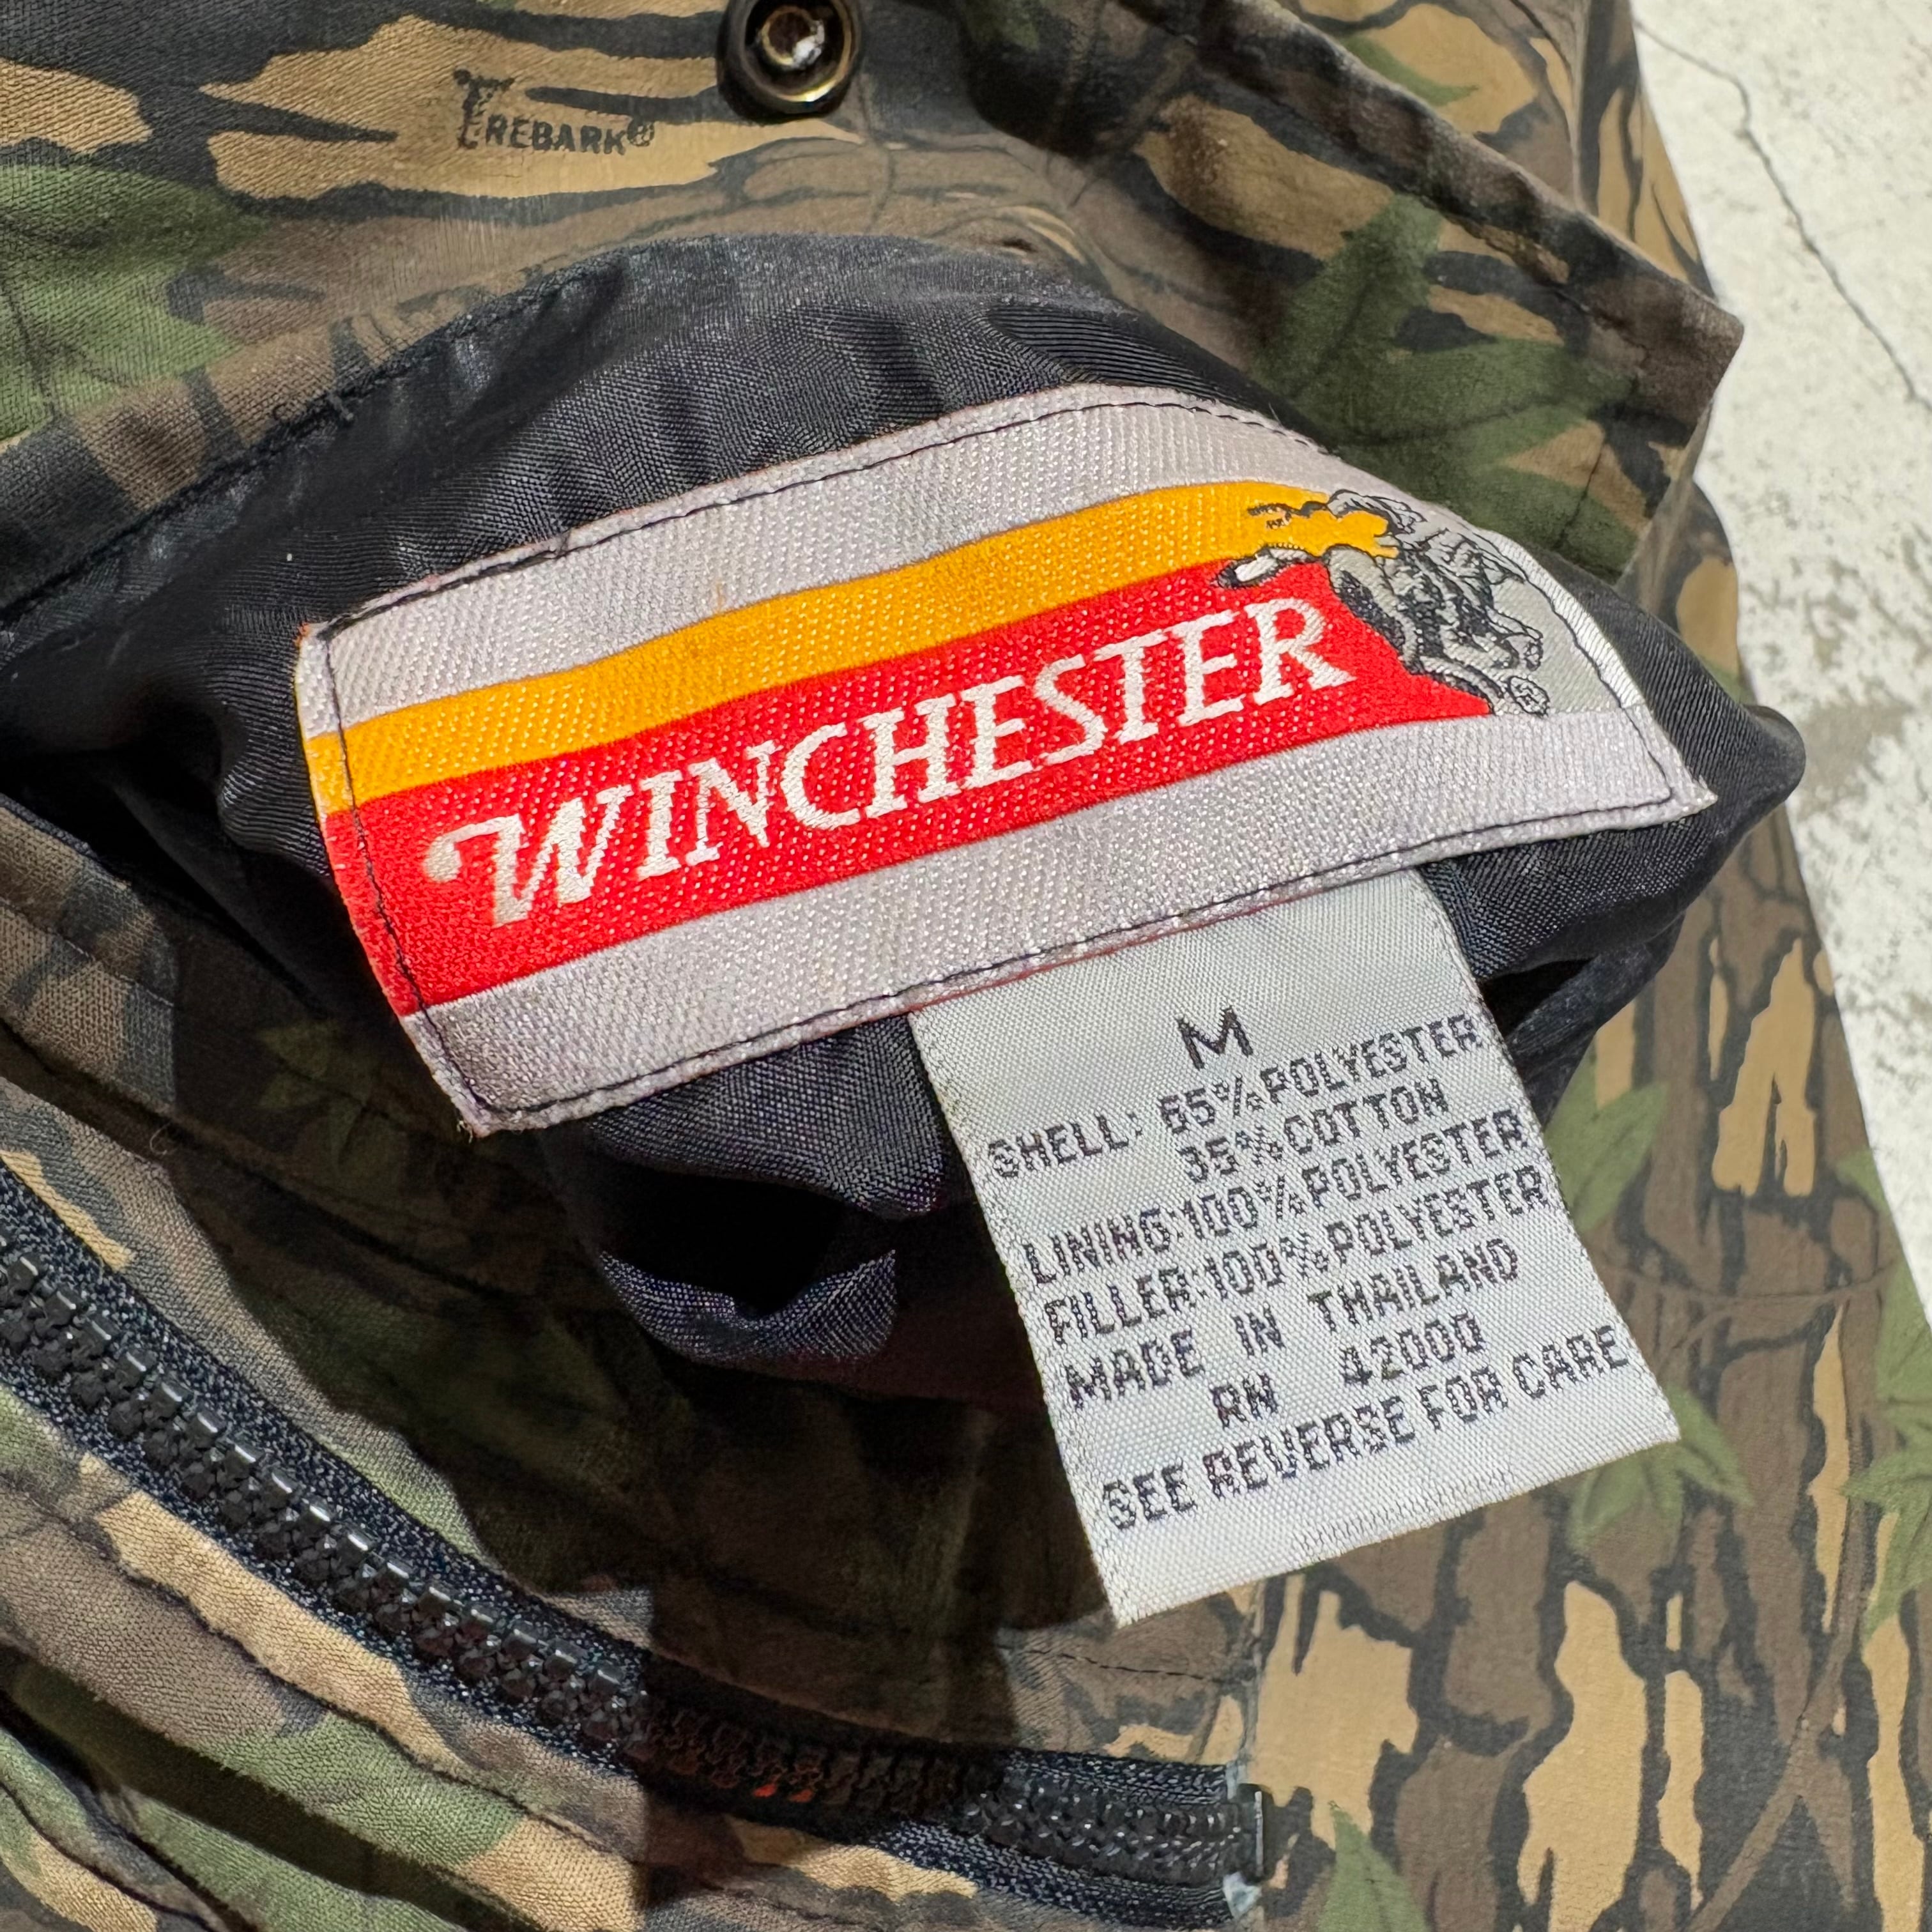 TREBARK®
WINCHESTER
M
SHELL: 65% POLYESTER
35% COTTON
LINING:100% POLYESTER
FILLER:100% POLYESTER
MADE IN THAILAND
RN 42000
SEE REVERSE FOR CARE